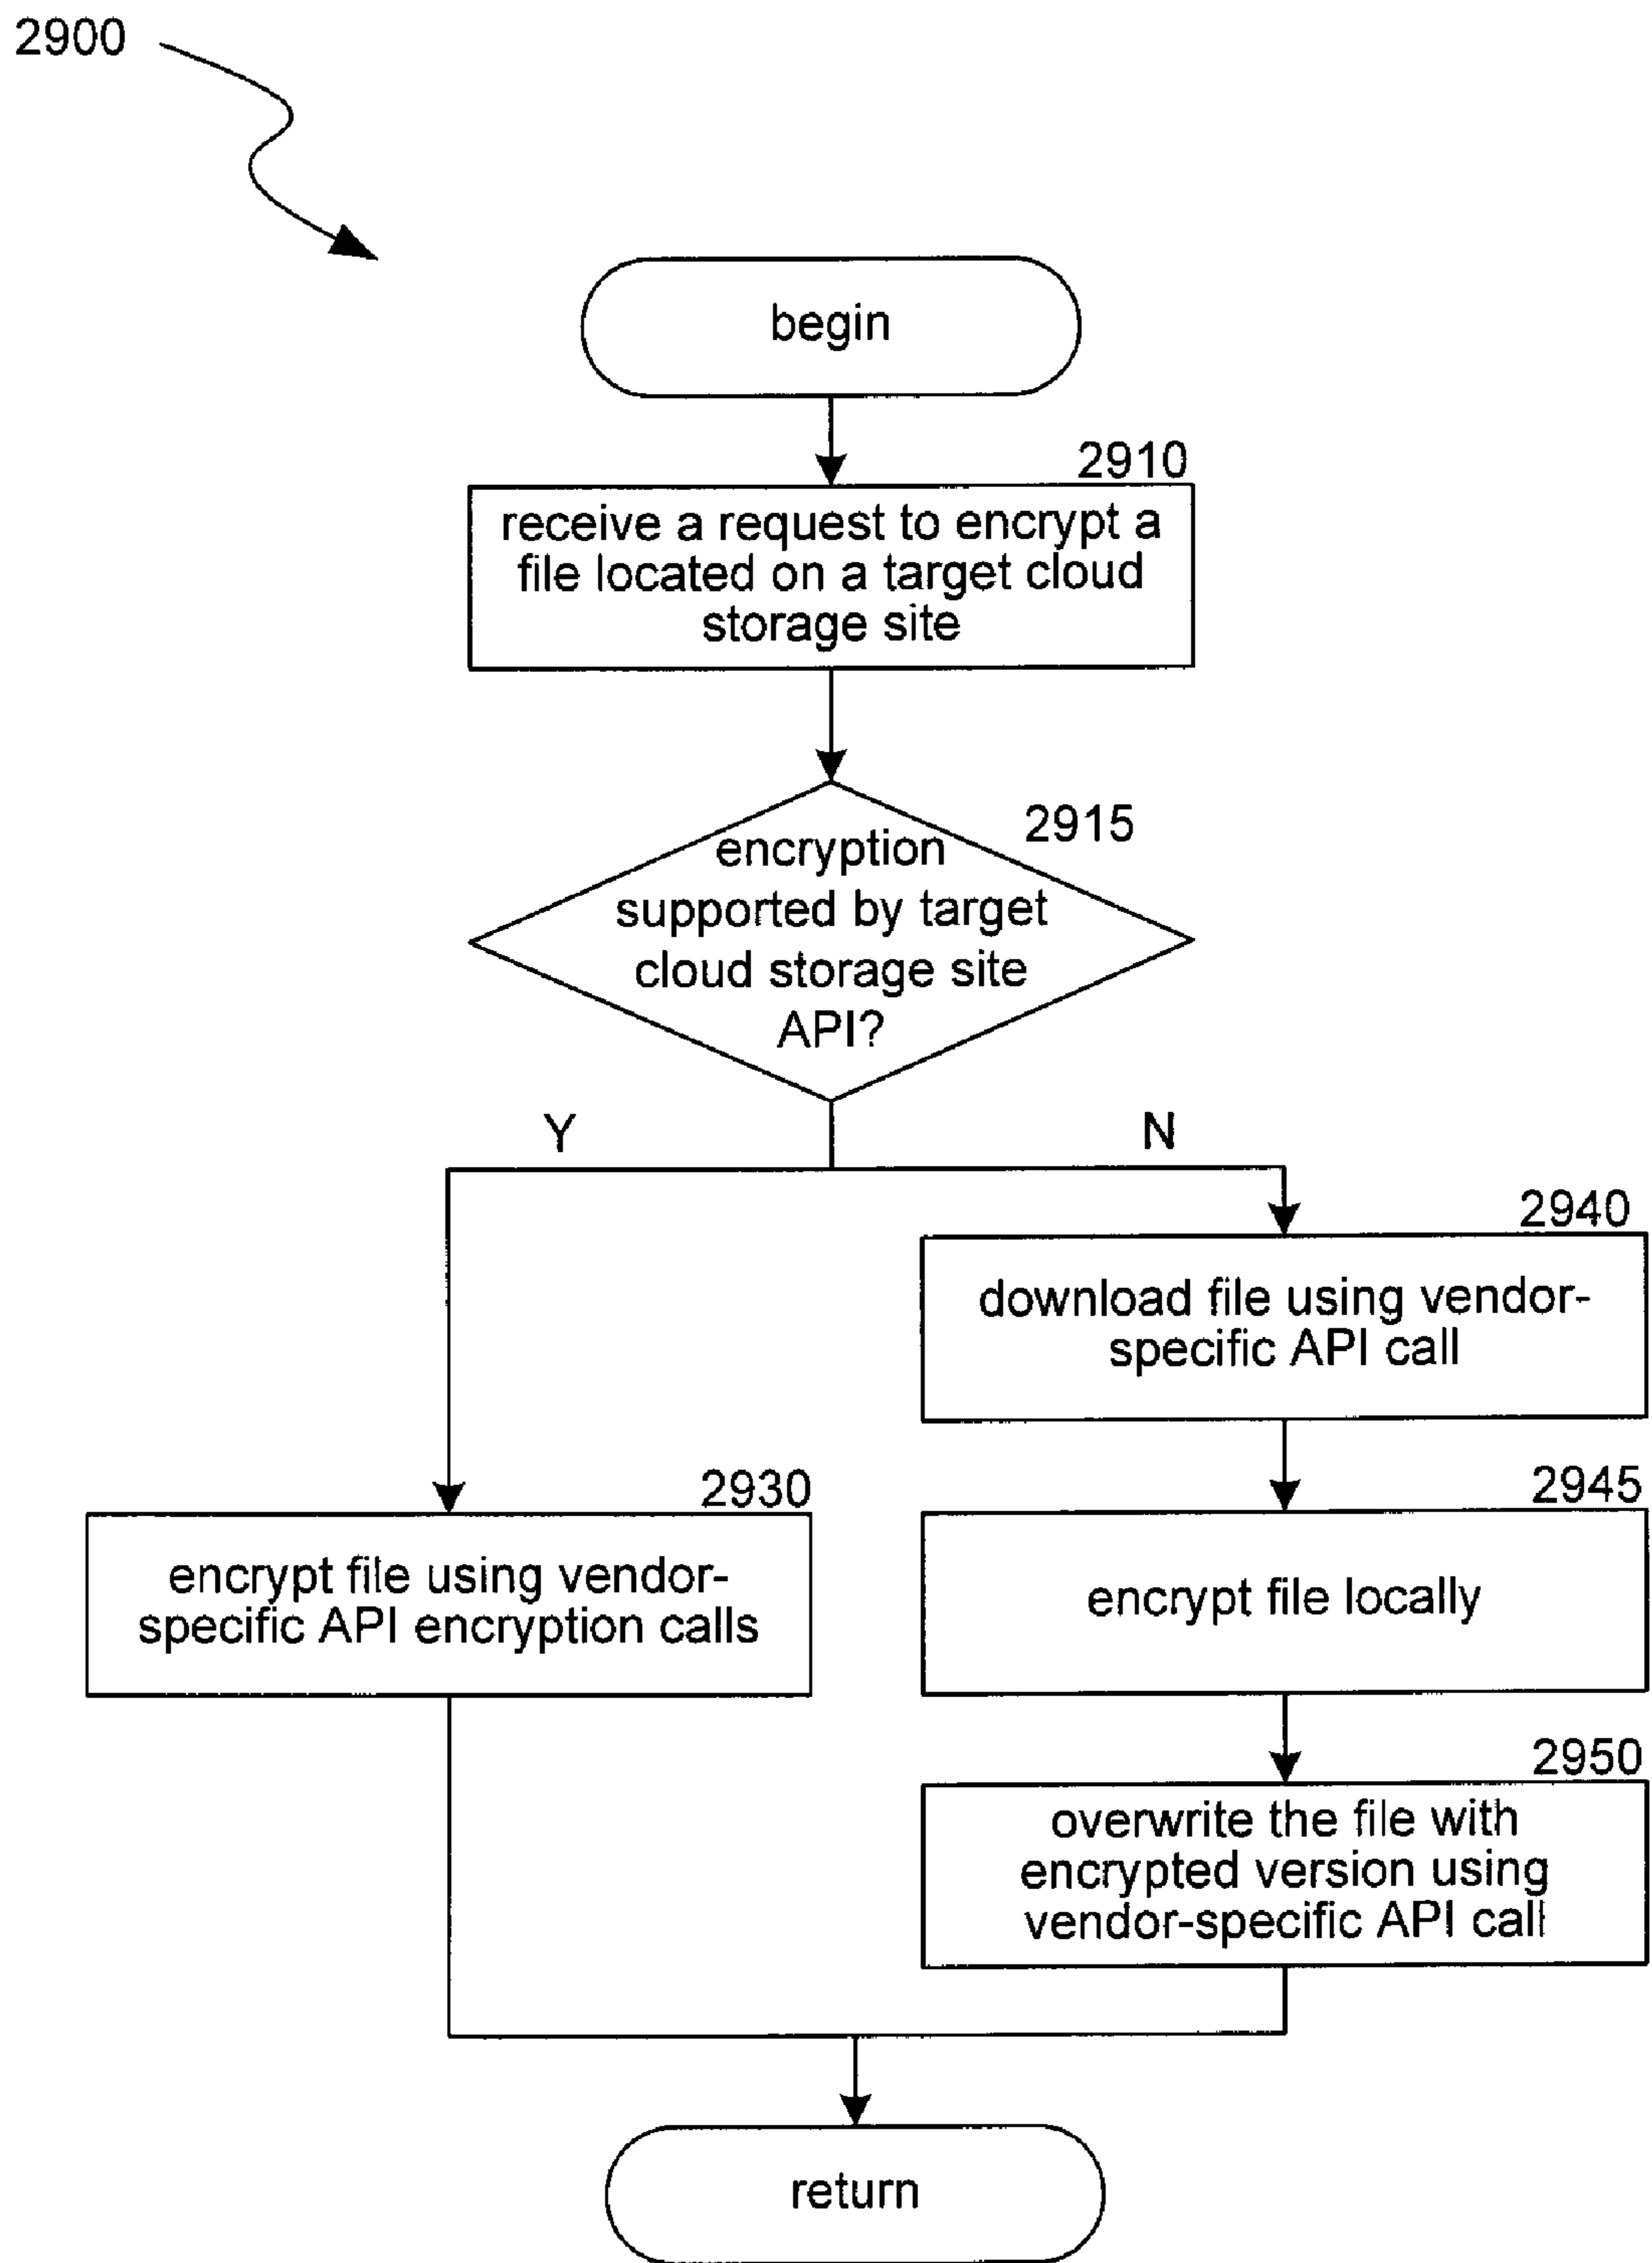 2900
begin
2910
receive a request to encrypt a
file located on a target cloud
storage site
2915
encryption
supported by target
cloud storage site
API?
Y
N
2940
download file using vendor-
specific API call
2930
encrypt file using vendor-
specific API encryption calls
2945
encrypt file locally
2950
overwrite the file with
encrypted version using
vendor-specific API call
return